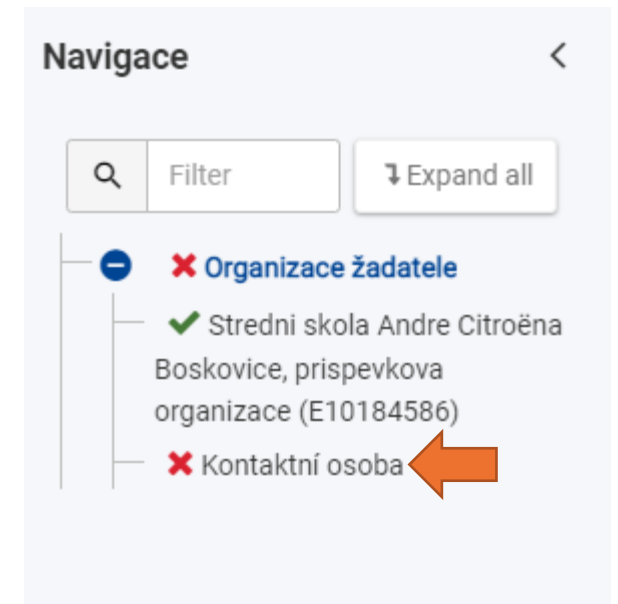 Navigace
Filter
Expand all
Organizace žadatele
Stredni skola Andre Citroëna
Boskovice, prispevkova
organizace (E10184586)
Kontaktní osoba